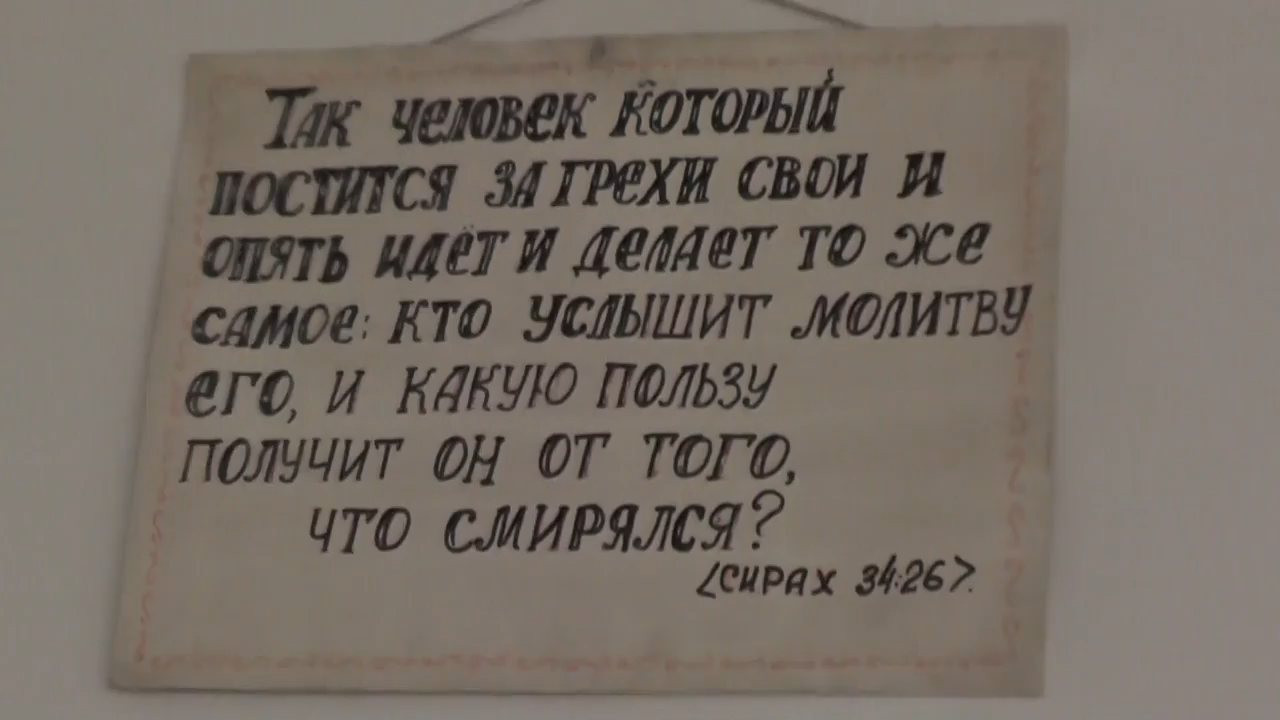 Так человек который
постится за грехи свои и
опять идёт и делает то же
самое: кто услышит молитву
его, и какую пользу
получит он от того,
что смирялся?
<Сирах 34:26>.